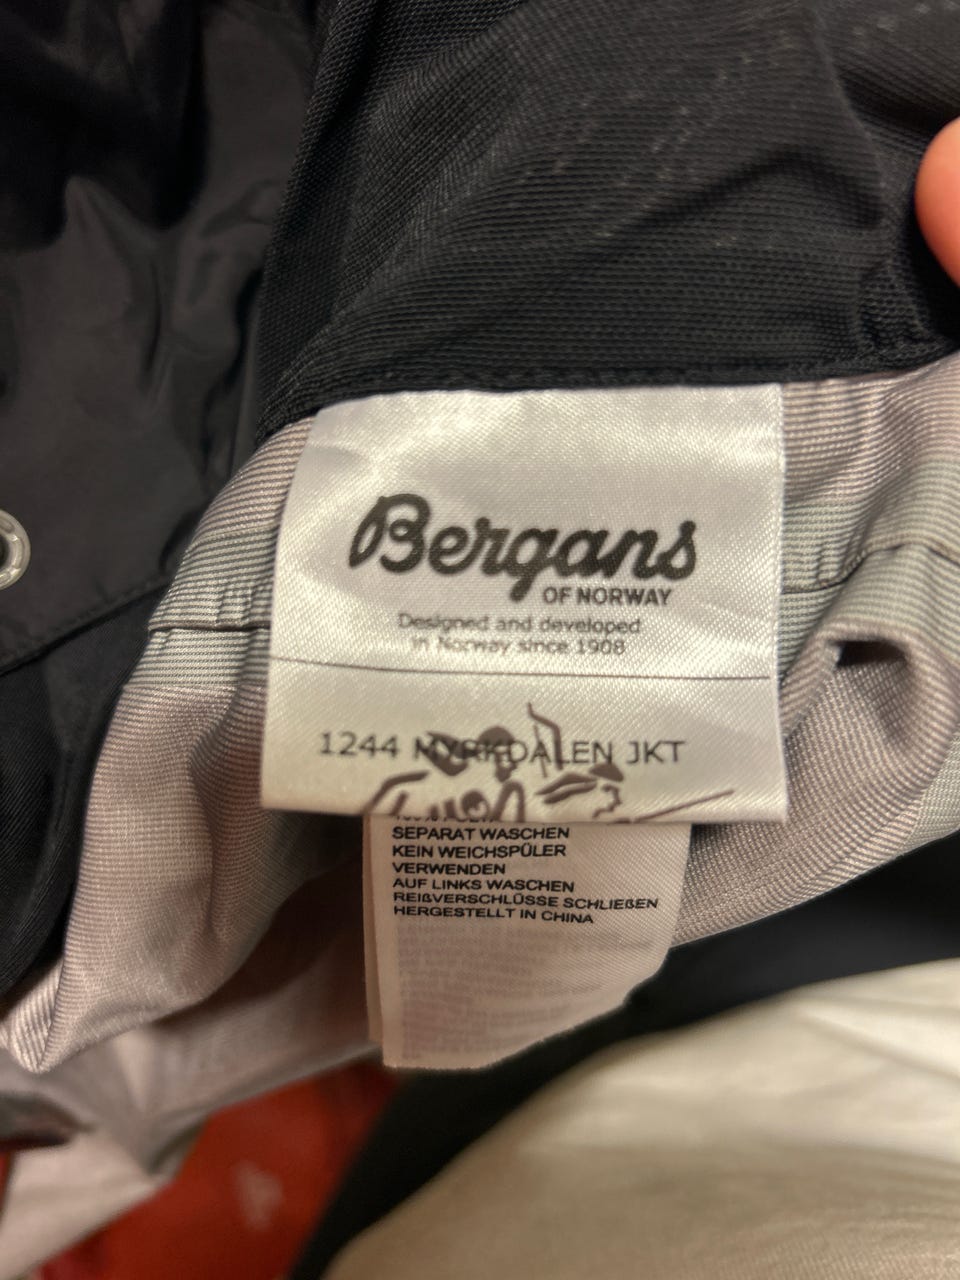 Bergans
OF NORWAY
Designed and developed
in Norway since 1908
1244 MYRKDALEN JKT
SEPARAT WASCHEN
KEIN WEICHSPÜLER
VERWENDEN
AUF LINKS WASCHEN
REIßVERSCHLÜSSE SCHLIEßEN
HERGESTELLT IN CHINA